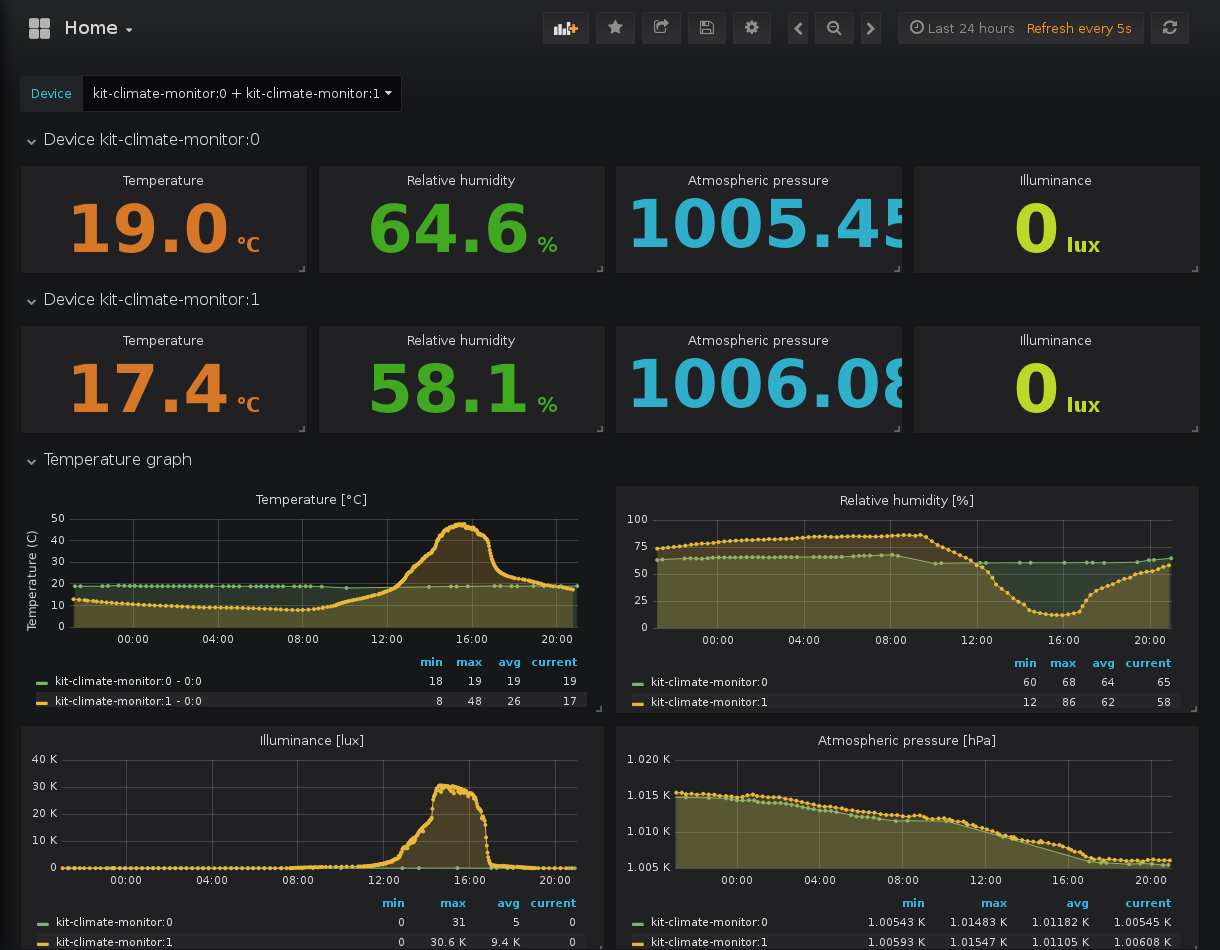 Home
Last 24 hours Refresh every 5s
Device kit-climate-monitor:0 + kit-climate-monitor:1
Device kit-climate-monitor:0
Temperature Relative humidity Atmospheric pressure Illuminance
19.0 °C 64.6 % 1005.45 0 lux
Device kit-climate-monitor:1
Temperature Relative humidity Atmospheric pressure Illuminance
17.4 °C 58.1 % 1006.08 0 lux
Temperature graph
Temperature [°C]
Temperature (C)
50
40
30
20
10
0
00:00 04:00 08:00 12:00 16:00 20:00
min max avg current
kit-climate-monitor:0 - 0:0 18 19 19 19
kit-climate-monitor:1 - 0:0 8 48 26 17
Relative humidity [%]
100
75
50
25
0
00:00 04:00 08:00 12:00 16:00 20:00
min max avg current
kit-climate-monitor:0 60 68 64 65
kit-climate-monitor:1 12 86 62 58
Illuminance [lux]
40 K
30 K
20 K
10 K
0
00:00 04:00 08:00 12:00 16:00 20:00
min max avg current
kit-climate-monitor:0 0 31 5 0
kit-climate-monitor:1 0 30.6 K 9.4 K 0
Atmospheric pressure [hPa]
1.020 K
1.015 K
1.010 K
1.005 K
00:00 04:00 08:00 12:00 16:00 20:00
min max avg current
kit-climate-monitor:0 1.00543 K 1.01483 K 1.01182 K 1.00545 K
kit-climate-monitor:1 1.00593 K 1.01547 K 1.01105 K 1.00608 K